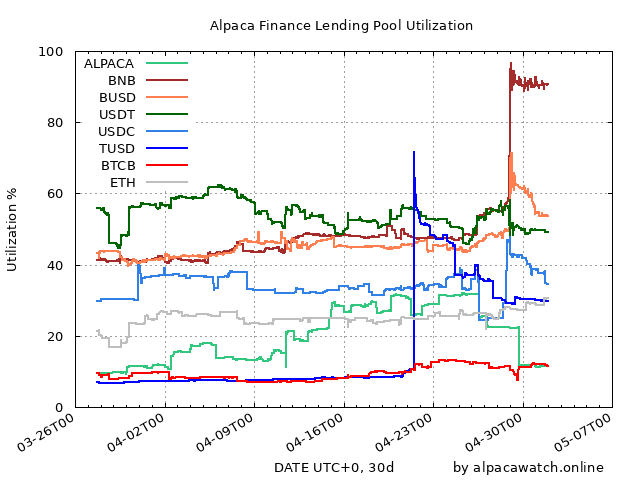 Alpaca Finance Lending Pool Utilization
Utilization %
100
80
60
40
20
0
ALPACA
BNB
BUSD
USDT
USDC
TUSD
BTCB
ETH
03-26T00
04-02T00
04-09T00
04-16T00
04-23T00
04-30T00
05-07T00
DATE UTC+0, 30d
by alpacawatch.online